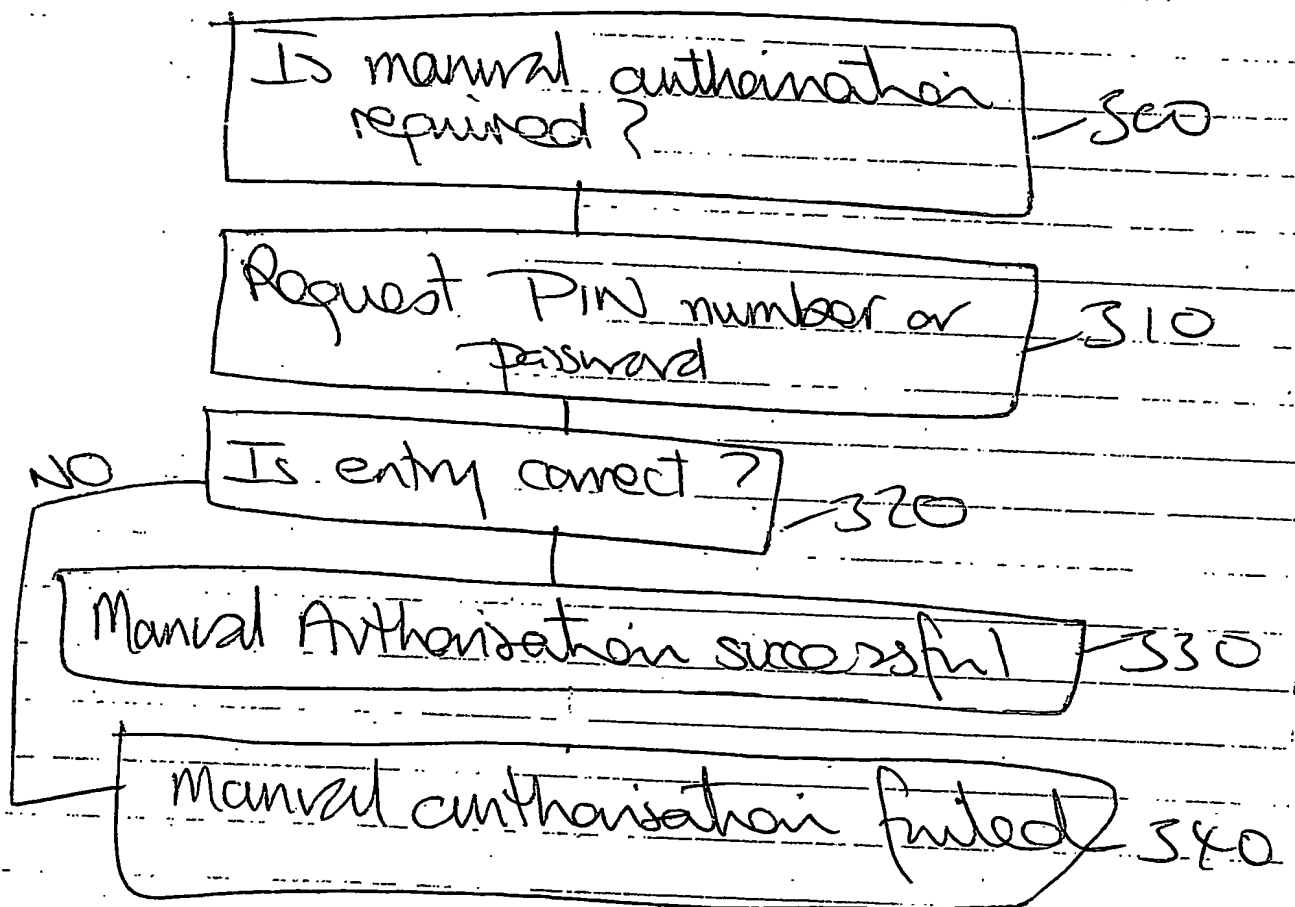 Is manual authorisation
required?
300
Request PIN number or
password
310
NO
Is entry correct?
320
Manual Authorisation successful
330
Manual authorisation failed
340